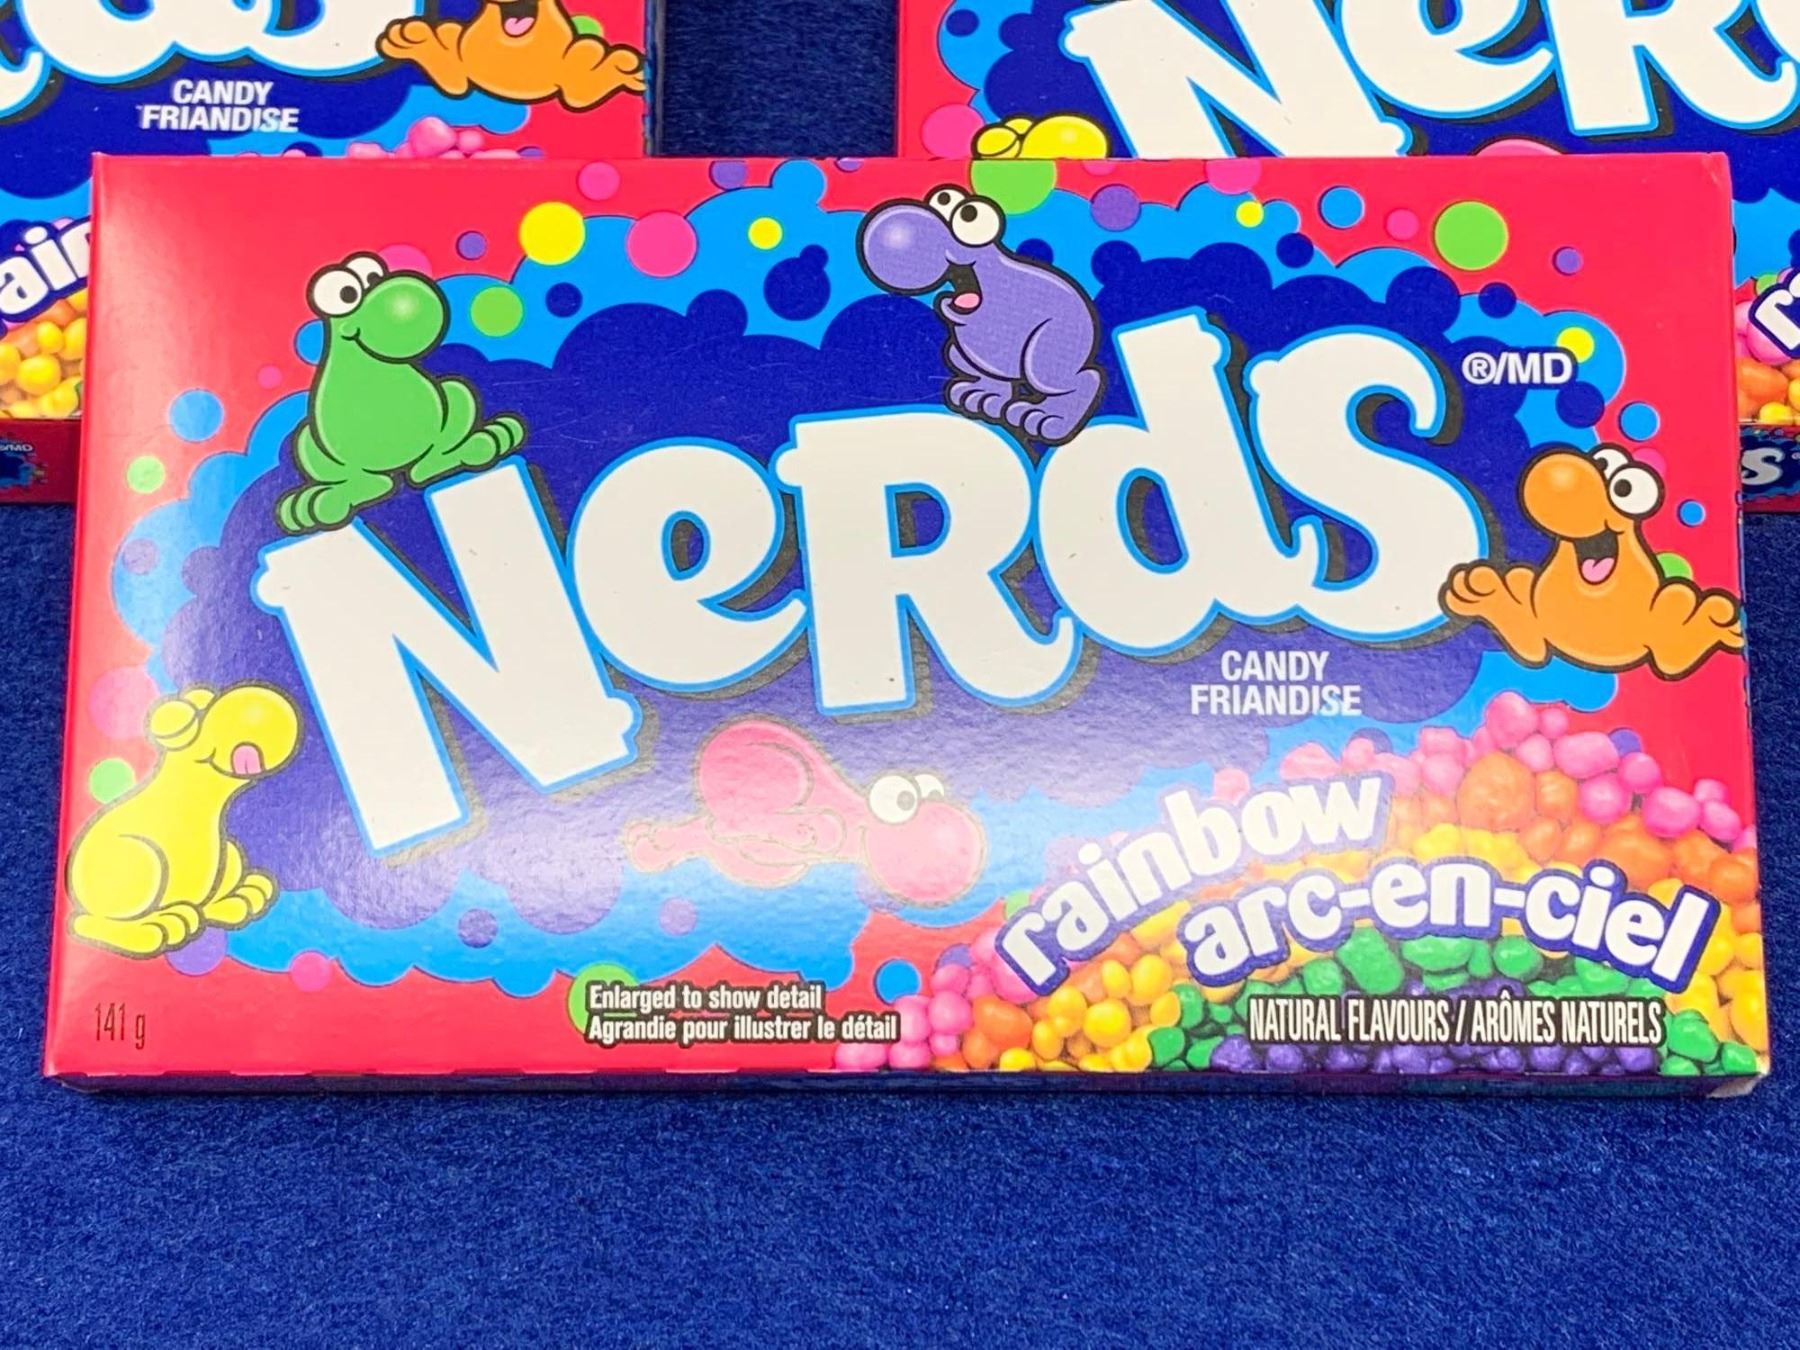 CANDY
FRIANDISE
NeRdS
®/MD
CANDY
FRIANDISE
rainbow
arc-en-ciel
NATURAL FLAVOURS / ARÔMES NATURELS
Enlarged to show detail
Agrandie pour illustrer le détail
141 g